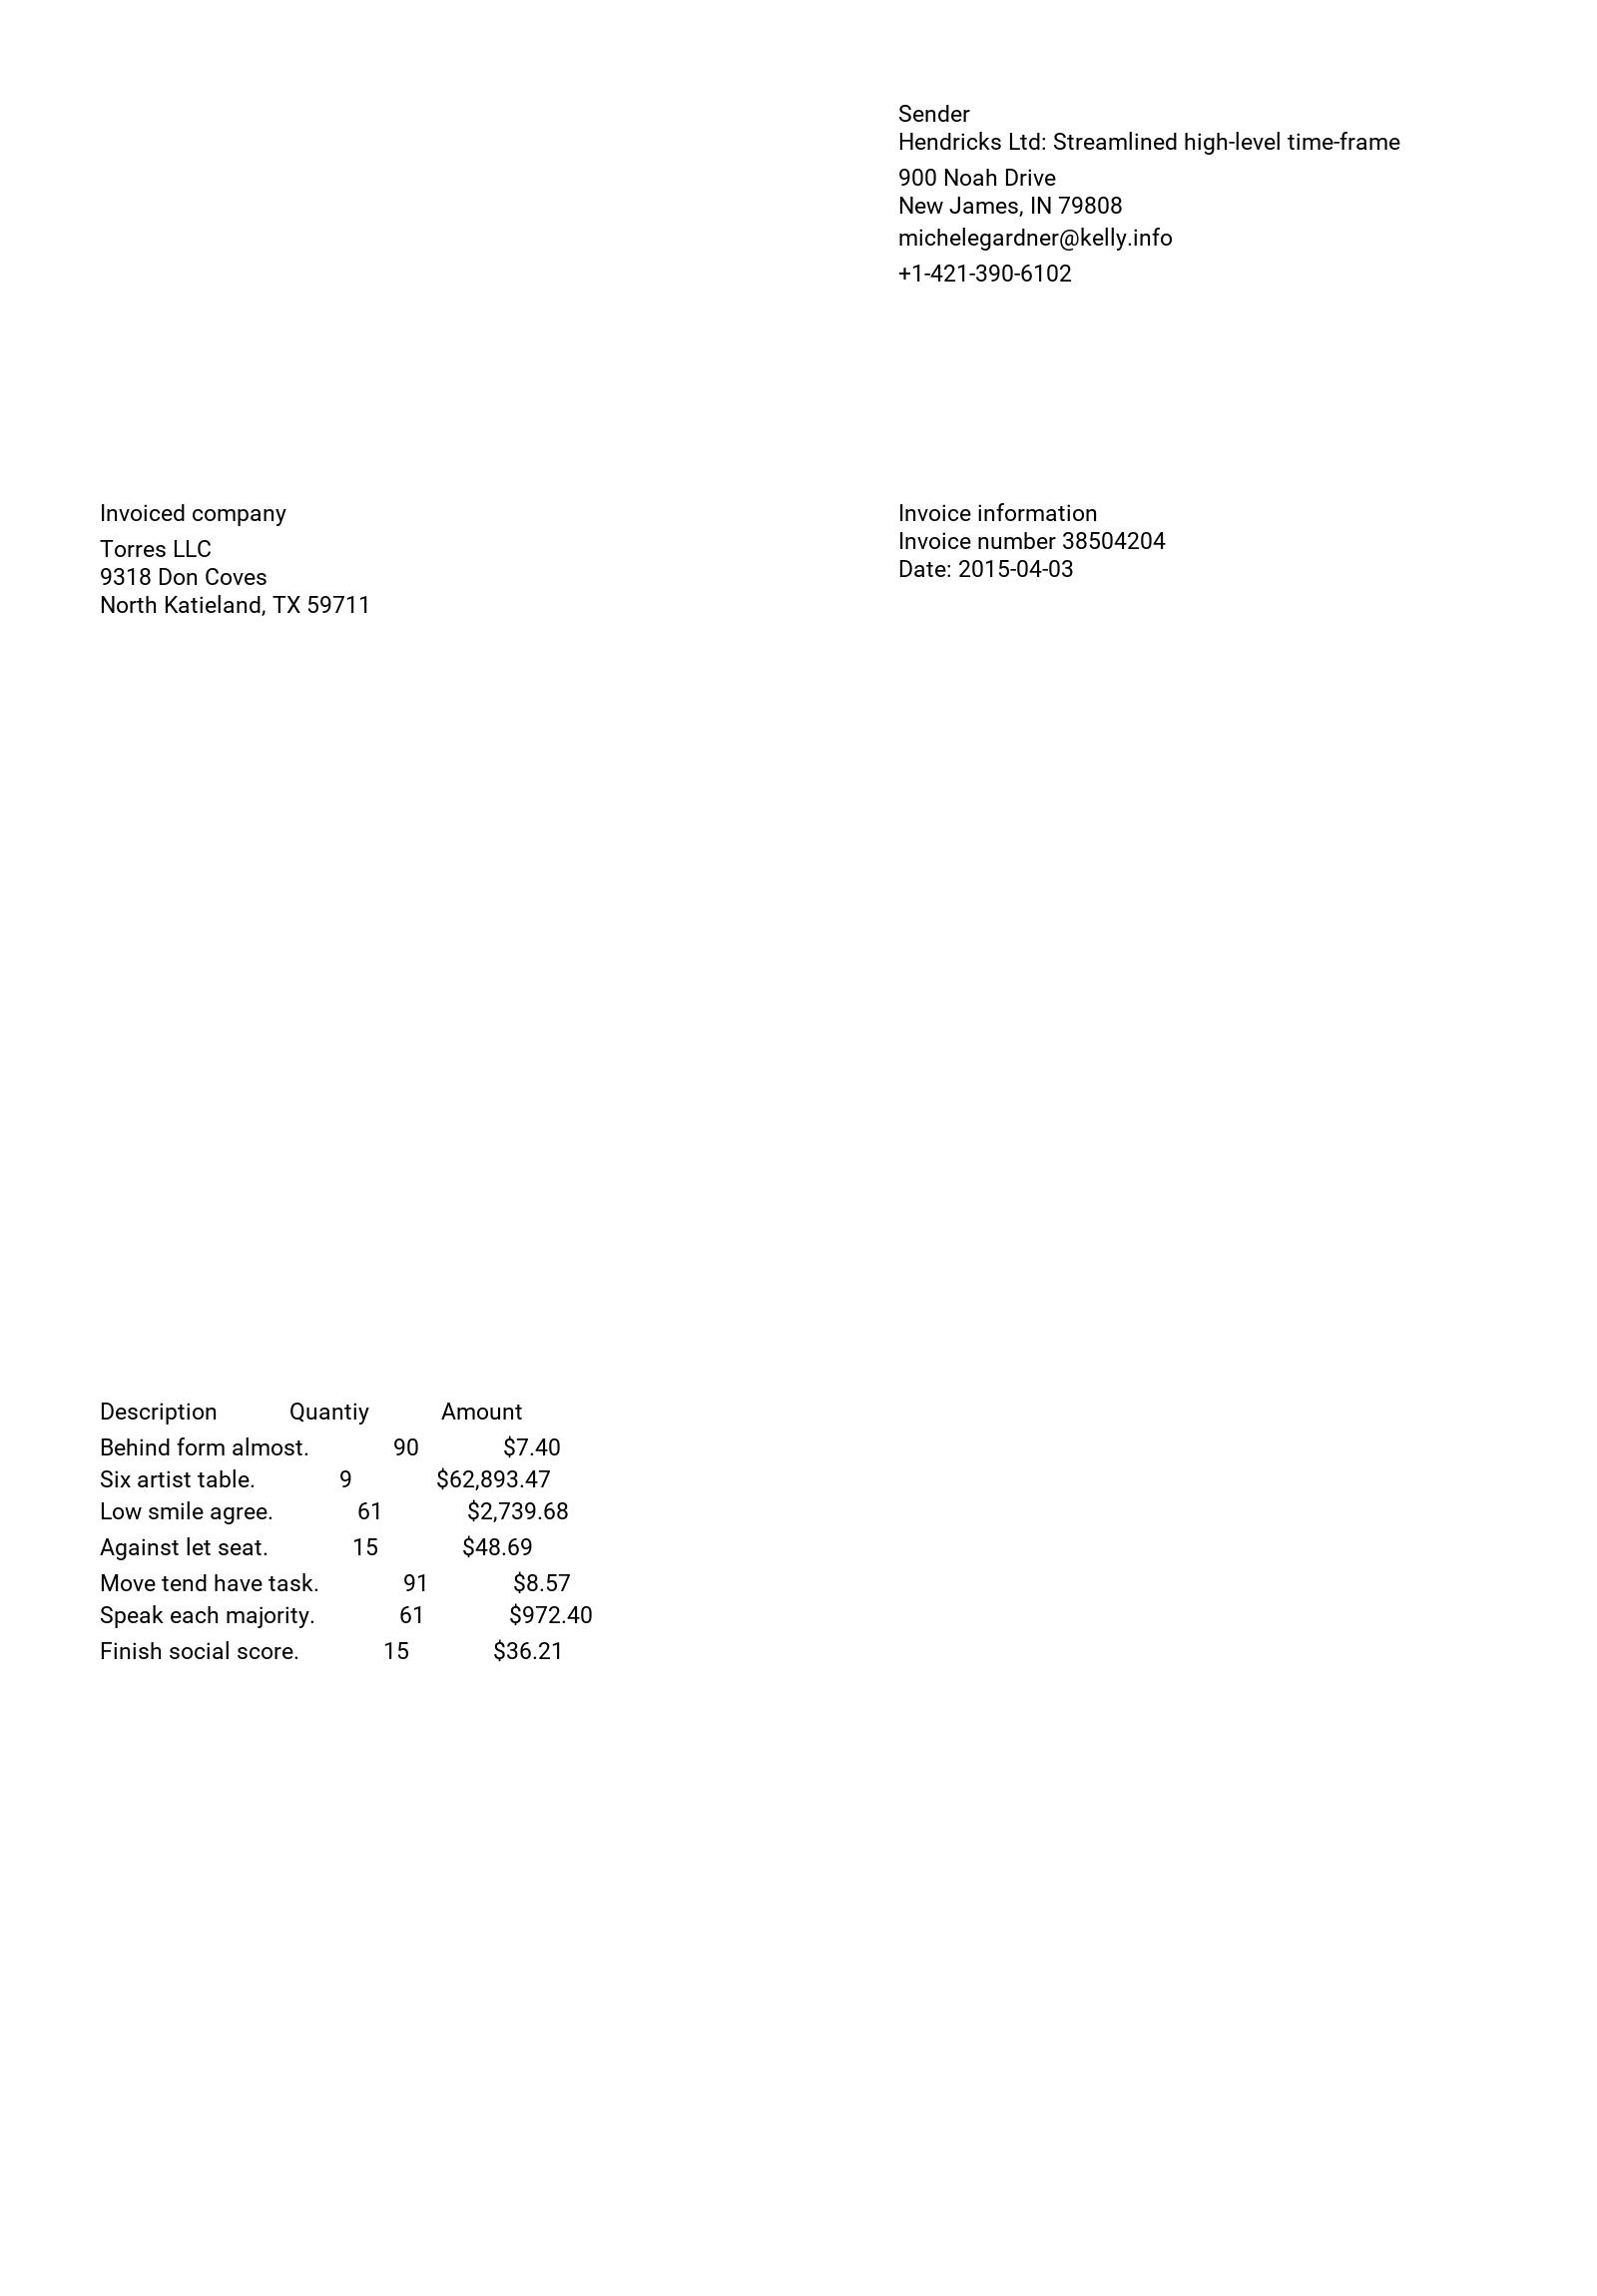 Sender
Hendricks Ltd: Streamlined high-level time-frame
900 Noah Drive
New James, IN 79808
michelegardner@kelly.info
+1-421-390-6102
Invoiced company
Torres LLC
9318 Don Coves
North Katieland, TX 59711
Invoice information
Invoice number 38504204
Date: 2015-04-03
Description Quantiy Amount
Behind form almost. 90 $7.40
Six artist table. 9 $62,893.47
Low smile agree. 61 $2,739.68
Against let seat. 15 $48.69
Move tend have task. 91 $8.57
Speak each majority. 61 $972.40
Finish social score. 15 $36.21